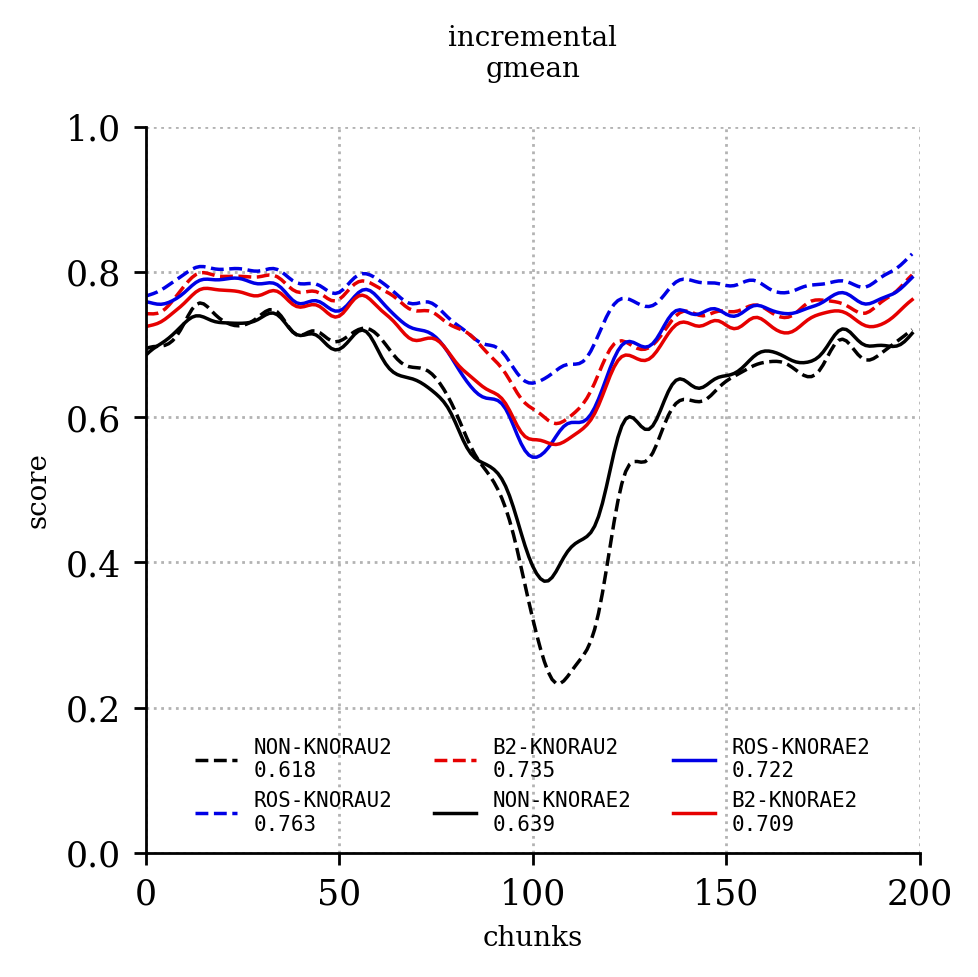 incremental
gmean
1.0
0.8
0.6
0.4
0.2
0.0
score
NON-KNORAU2
0.618
ROS-KNORAU2
0.763
B2-KNORAU2
0.735
NON-KNORAE2
0.639
ROS-KNORAE2
0.722
B2-KNORAE2
0.709
0 50 100 150 200
chunks